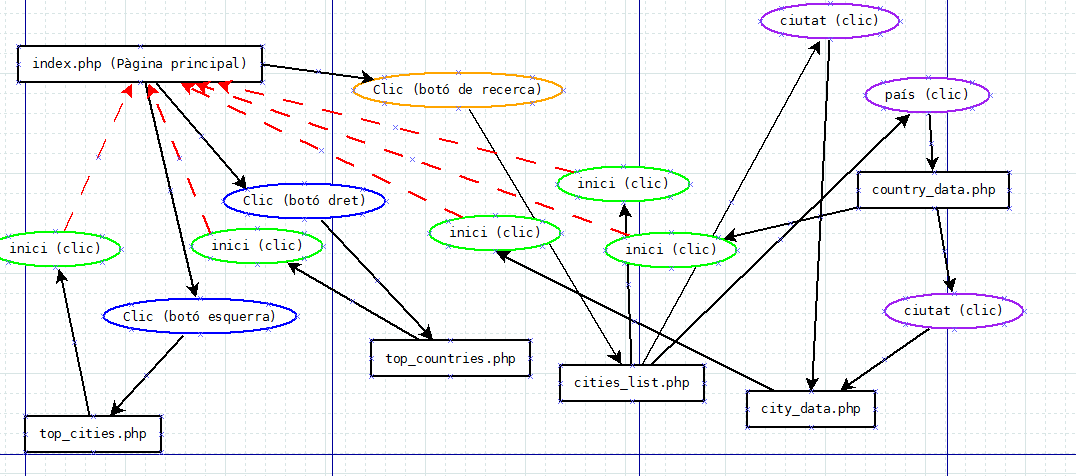 ciutat (clic)
index.php (Pàgina principal)
Clic (botó de recerca)
país (clic)
inici (clic)
country_data.php
Clic (botó dret)
inici (clic)
inici (clic)
inici (clic)
inici (clic)
Clic (botó esquerra)
ciutat (clic)
top_countries.php
cities_list.php
city_data.php
top_cities.php